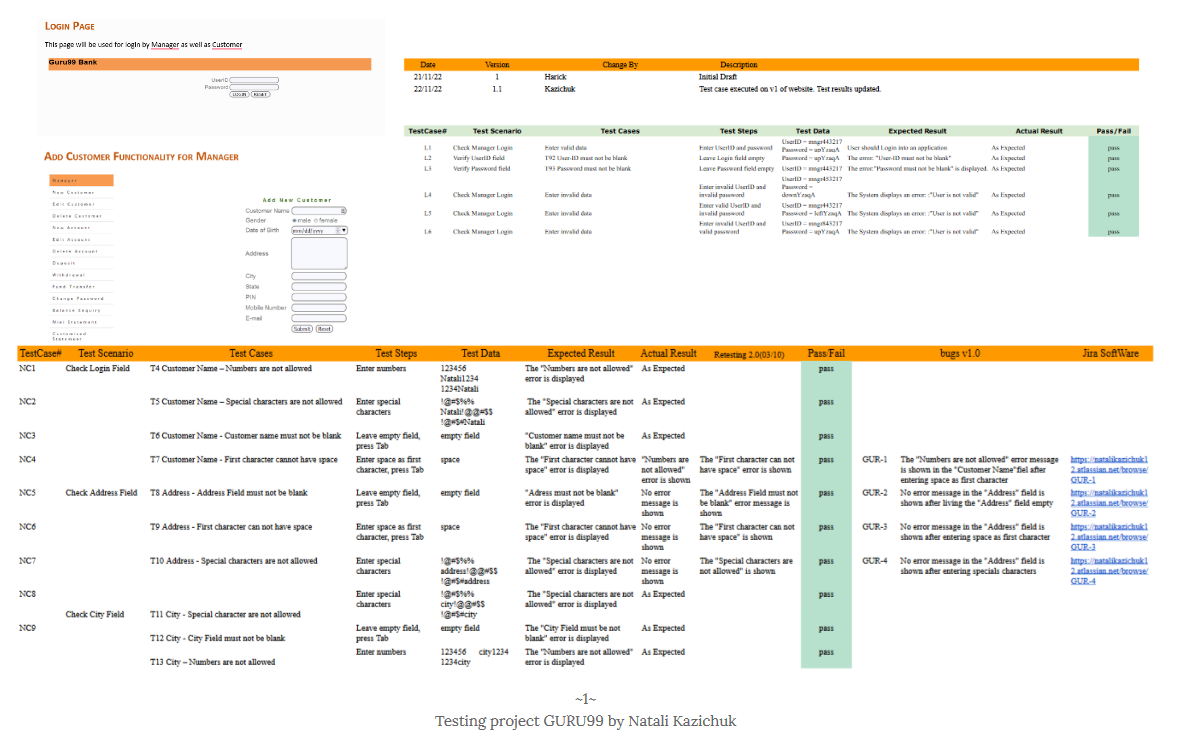 LOGIN PAGE
This page will be used for login by Manager as well as Customer
Guru99 Bank
UserID
Password
LOGIN RESET
ADD CUSTOMER FUNCTIONALITY FOR MANAGER
Manager
New Customer
Edit Customer
Delete Customer
New Account
Edit Account
Delete Account
Deposit
Withdrawal
Fund Transfer
Change Password
Balance Enquiry
Mini Statement
Customised
Statement
Add New Customer
Customer Name
Gender male female
Date of Birth mm/dd/yyyy
Address
City
State
PIN
Mobile Number
E-mail
Submit Reset
Date Version Change By Description
21/11/22 1 Harick Initial Draft
22/11/22 1.1 Kazichuk Test case executed on v1 of website. Test results updated.
TestCase# Test Scenario Test Cases Test Steps Test Data Expected Result Actual Result Pass/Fail
UserID = mngr443217
1.1 Check Manager Login Enter valid data Enter UserID and password Password = upYzaqA User should Login into an application As Expected pass
1.2 Verify UserID field T92 User-ID must not be blank Leave Login field empty Password = upYzaqA The error: "User-ID must not be blank" As Expected pass
1.3 Verify Password field T93 Password must not be blank Leave Password field empty UserID = mngr443217 The error:"Password must not be blank" is displayed. As Expected pass
UserID = mngr453217
Enter invalid UserID and Password =
1.4 Check Manager Login Enter invalid data invalid password downYzaqA The System displays an error: :"User is not valid" As Expected pass
Enter valid UserID and UserID = mngr443217
1.5 Check Manager Login Enter invalid data invalid password Password = leffYzaqA The System displays an error: :"User is not valid" As Expected pass
Enter invalid UserID and UserID = mngr843217
1.6 Check Manager Login Enter invalid data valid password Password = upYzaqA The System displays an error: :"User is not valid" As Expected pass
TestCase# Test Scenario Test Cases Test Steps Test Data Expected Result Actual Result Retesting 2.0(03/10) Pass/Fail bugs v1.0 Jira SoftWare
NC1 Check Login Field T4 Customer Name – Numbers are not allowed Enter numbers 123456 The "Numbers are not allowed" As Expected pass
Natali1234 error is displayed
1234Natali
NC2 T5 Customer Name – Special characters are not allowed Enter special !@#$%% The "Special characters are not As Expected pass
characters Natali!@@#$$ allowed" error is displayed
!@#$#Natali
NC3 T6 Customer Name - Customer name must not be blank Leave empty field, empty field "Customer name must not be As Expected pass
press Tab blank" error is displayed
NC4 T7 Customer Name - First character cannot have space Enter space as first space The "First character cannot have "Numbers are The "First character can not pass GUR-1 The "Numbers are not allowed" error message https://natalikazichuk1
character, press Tab space" error is displayed not allowed" have space" error is shown is shown in the "Customer Name"fiel after 2.atlassian.net/browse/
error is shown entering space as first character GUR-1
NC5 Check Address Field T8 Address - Address Field must not be blank Leave empty field, empty field "Adress must not be blank" No error The "Address Field must not pass GUR-2 No error message in the "Address" field is https://natalikazichuk1
press Tab error is displayed message is be blank" error message is shown after living the "Address" field empty 2.atlassian.net/browse/
shown shown GUR-2
NC6 T9 Address - First character can not have space Enter space as first space The "First character cannot have No error The "First character can not pass GUR-3 No error message in the "Address" field is https://natalikazichuk1
character, press Tab space" error is displayed message is have space" is shown shown after entering space as first character 2.atlassian.net/browse/
shown GUR-3
NC7 T10 Address - Special characters are not allowed Enter special !@#$%% The "Special characters are not No error The "Special characters are pass GUR-4 No error message in the "Address" field is https://natalikazichuk1
characters address!@@#$$ allowed" error is displayed message is not allowed" is shown shown after entering specials characters 2.atlassian.net/browse/
!@#$#address shown GUR-4
NC8 Enter special !@#$%% The "Special characters are not As Expected pass
characters city!@@#$$ allowed" error is displayed
Check City Field T11 City - Special character are not allowed !@#$#city
NC9 Leave empty field, empty field The "City Field must be not As Expected pass
T12 City - City Field must not be blank press Tab blank" error is displayed
Enter numbers 123456 city1234 The "Numbers are not allowed" As Expected pass
T13 City – Numbers are not allowed 1234city error is displayed
~1~
Testing project GURU99 by Natali Kazichuk